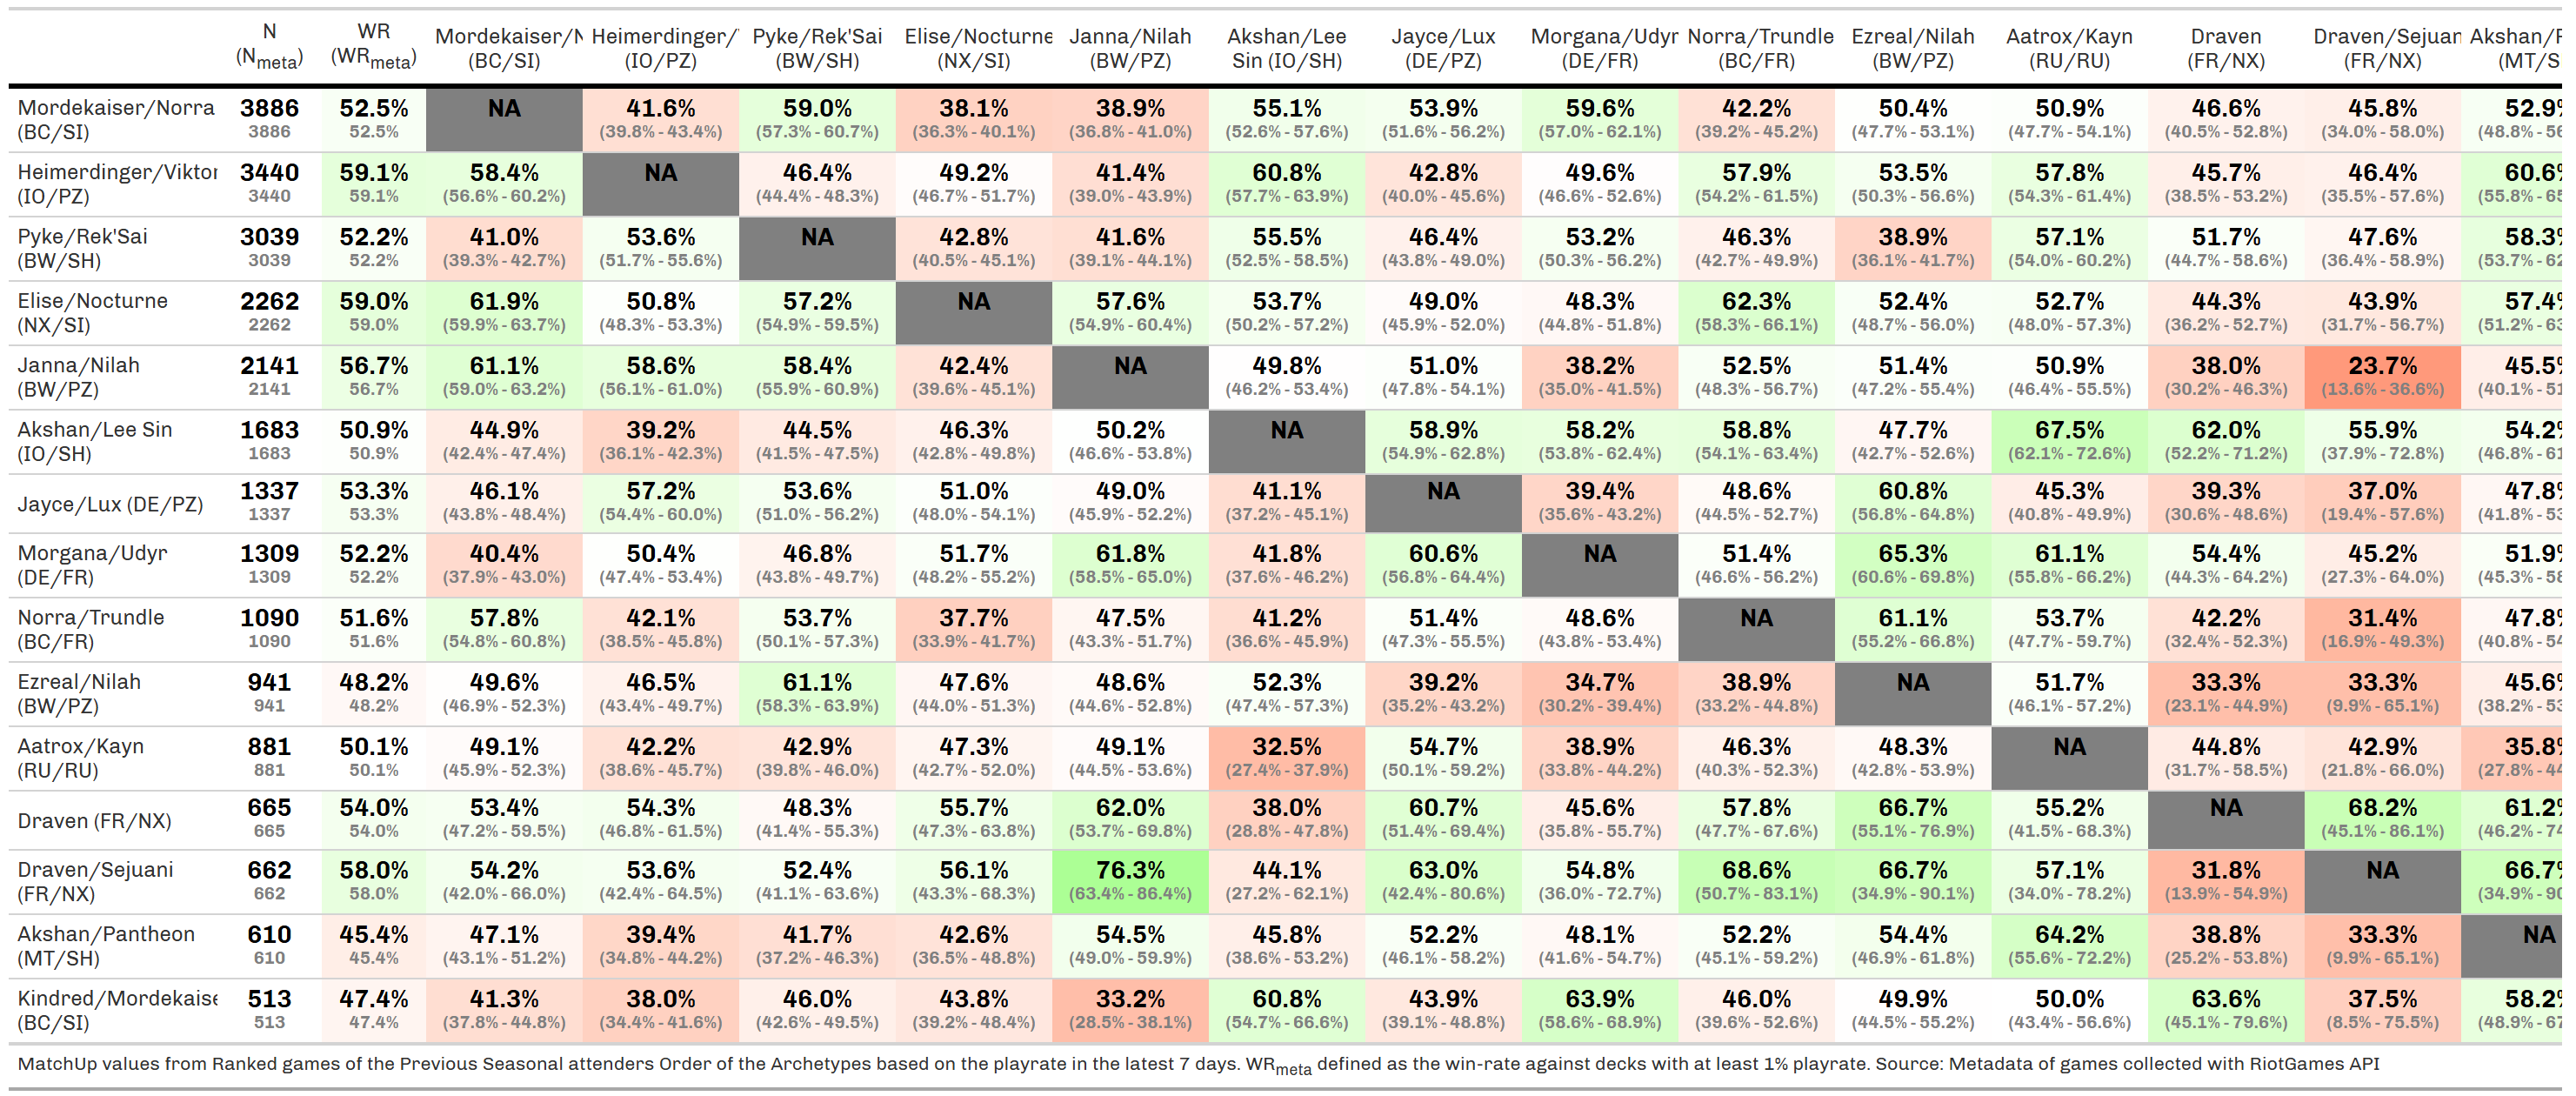 N WR Mordekaiser/N Heimerdinger/ Pyke/Rek'Sai Elise/Nocturne Janna/Nilah Akshan/Lee Jayce/Lux Morgana/Udyr Norra/Trundle Ezreal/Nilah Aatrox/Kayn Draven Draven/Sejuan Akshan/
(Nmeta) (WRmeta) (BC/SI) (IO/PZ) (BW/SH) (NX/SI) (BW/PZ) Sin (IO/SH) (DE/PZ) (DE/FR) (BC/FR) (BW/PZ) (RU/RU) (FR/NX) (FR/NX) (MT/S
Mordekaiser/Norra 3886 52.5% NA 41.6% 59.0% 38.1% 38.9% 55.1% 53.9% 59.6% 42.2% 50.4% 50.9% 46.6% 45.8% 52.9%
(BC/SI) 3886 52.5% (39.8% - 43.4%) (57.3% - 60.7%) (36.3% - 40.1%) (36.8% - 41.0%) (52.6% - 57.6%) (51.6% - 56.2%) (57.0% - 62.1%) (39.2% - 45.2%) (47.7% - 53.1%) (47.7% - 54.1%) (40.5% - 52.8%) (34.0% - 58.0%) (48.8% - 56
Heimerdinger/Viktor 3440 59.1% 58.4% NA 46.4% 49.2% 41.4% 60.8% 42.8% 49.6% 57.9% 53.5% 57.8% 45.7% 46.4% 60.6%
(IO/PZ) 3440 59.1% (56.6% - 60.2%) (44.4% - 48.3%) (46.7% - 51.7%) (39.0% - 43.9%) (57.7% - 63.9%) (40.0% - 45.6%) (46.6% - 52.6%) (54.2% - 61.5%) (50.3% - 56.6%) (54.3% - 61.4%) (38.5% - 53.2%) (35.5% - 57.6%) (55.8% - 65
Pyke/Rek'Sai 3039 52.2% 41.0% 53.6% NA 42.8% 41.6% 55.5% 46.4% 53.2% 46.3% 38.9% 57.1% 51.7% 47.6% 58.3%
(BW/SH) 3039 52.2% (39.3% - 42.7%) (51.7% - 55.6%) (40.5% - 45.1%) (39.1% - 44.1%) (52.5% - 58.5%) (43.8% - 49.0%) (50.3% - 56.2%) (42.7% - 49.9%) (36.1% - 41.7%) (54.0% - 60.2%) (44.7% - 58.6%) (36.4% - 58.9%) (53.7% - 62
Elise/Nocturne 2262 59.0% 61.9% 50.8% 57.2% NA 57.6% 53.7% 49.0% 48.3% 62.3% 52.4% 52.7% 44.3% 43.9% 57.4%
(NX/SI) 2262 59.0% (59.9% - 63.7%) (48.3% - 53.3%) (54.9% - 59.5%) (54.9% - 60.4%) (50.2% - 57.2%) (45.9% - 52.0%) (44.8% - 51.8%) (58.3% - 66.1%) (48.7% - 56.0%) (48.0% - 57.3%) (36.2% - 52.7%) (31.7% - 56.7%) (51.2% - 63
Janna/Nilah 2141 56.7% 61.1% 58.6% 58.4% 42.4% NA 49.8% 51.0% 38.2% 52.5% 51.4% 50.9% 38.0% 23.7% 45.5%
(BW/PZ) 2141 56.7% (59.0% - 63.2%) (56.1% - 61.0%) (55.9% - 60.9%) (39.6% - 45.1%) (46.2% - 53.4%) (47.8% - 54.1%) (35.0% - 41.5%) (48.3% - 56.7%) (47.2% - 55.4%) (46.4% - 55.5%) (30.2% - 46.3%) (13.6% - 36.6%) (40.1% - 51
Akshan/Lee Sin 1683 50.9% 44.9% 39.2% 44.5% 46.3% 50.2% NA 58.9% 58.2% 58.8% 47.7% 67.5% 62.0% 55.9% 54.2%
(IO/SH) 1683 50.9% (42.4% - 47.4%) (36.1% - 42.3%) (41.5% - 47.5%) (42.8% - 49.8%) (46.6% - 53.8%) (54.9% - 62.8%) (53.8% - 62.4%) (54.1% - 63.4%) (42.7% - 52.6%) (62.1% - 72.6%) (52.2% - 71.2%) (37.9% - 72.8%) (46.8% - 61
Jayce/Lux (DE/PZ) 1337 53.3% 46.1% 57.2% 53.6% 51.0% 49.0% 41.1% NA 39.4% 48.6% 60.8% 45.3% 39.3% 37.0% 47.8%
1337 53.3% (43.8% - 48.4%) (54.4% - 60.0%) (51.0% - 56.2%) (48.0% - 54.1%) (45.9% - 52.2%) (37.2% - 45.1%) (35.6% - 43.2%) (44.5% - 52.7%) (56.8% - 64.8%) (40.8% - 49.9%) (30.6% - 48.6%) (19.4% - 57.6%) (41.8% - 53
Morgana/Udyr 1309 52.2% 40.4% 50.4% 46.8% 51.7% 61.8% 41.8% 60.6% NA 51.4% 65.3% 61.1% 54.4% 45.2% 51.9%
(DE/FR) 1309 52.2% (37.9% - 43.0%) (47.4% - 53.4%) (43.8% - 49.7%) (48.2% - 55.2%) (58.5% - 65.0%) (37.6% - 46.2%) (56.8% - 64.4%) (46.6% - 56.2%) (60.6% - 69.8%) (55.8% - 66.2%) (44.3% - 64.2%) (27.3% - 64.0%) (45.3% - 58
Norra/Trundle 1090 51.6% 57.8% 42.1% 53.7% 37.7% 47.5% 41.2% 51.4% 48.6% NA 61.1% 53.7% 42.2% 31.4% 47.8%
(BC/FR) 1090 51.6% (54.8% - 60.8%) (38.5% - 45.8%) (50.1% - 57.3%) (33.9% - 41.7%) (43.3% - 51.7%) (36.6% - 45.9%) (47.3% - 55.5%) (43.8% - 53.4%) (55.2% - 66.8%) (47.7% - 59.7%) (32.4% - 52.3%) (16.9% - 49.3%) (40.8% - 54
Ezreal/Nilah 941 48.2% 49.6% 46.5% 61.1% 47.6% 48.6% 52.3% 39.2% 34.7% 38.9% NA 51.7% 33.3% 33.3% 45.6%
(BW/PZ) 941 48.2% (46.9% - 52.3%) (43.4% - 49.7%) (58.3% - 63.9%) (44.0% - 51.3%) (44.6% - 52.8%) (47.4% - 57.3%) (35.2% - 43.2%) (30.2% - 39.4%) (33.2% - 44.8%) (46.1% - 57.2%) (23.1% - 44.9%) (9.9% - 65.1%) (38.2% - 53
Aatrox/Kayn 881 50.1% 49.1% 42.2% 42.9% 47.3% 49.1% 32.5% 54.7% 38.9% 46.3% 48.3% NA 44.8% 42.9% 35.8%
(RU/RU) 881 50.1% (45.9% - 52.3%) (38.6% - 45.7%) (39.8% - 46.0%) (42.7% - 52.0%) (44.5% - 53.6%) (27.4% - 37.9%) (50.1% - 59.2%) (33.8% - 44.2%) (40.3% - 52.3%) (42.8% - 53.9%) (31.7% - 58.5%) (21.8% - 66.0%) (27.8% - 44
Draven (FR/NX) 665 54.0% 53.4% 54.3% 48.3% 55.7% 62.0% 38.0% 60.7% 45.6% 57.8% 66.7% 55.2% NA 68.2% 61.2%
665 54.0% (47.2% - 59.5%) (46.8% - 61.5%) (41.4% - 55.3%) (47.3% - 63.8%) (53.7% - 69.8%) (28.8% - 47.8%) (51.4% - 69.4%) (35.8% - 55.7%) (47.7% - 67.6%) (55.1% - 76.9%) (41.5% - 68.3%) (45.1% - 86.1%) (46.2% - 74
Draven/Sejuani 662 58.0% 54.2% 53.6% 52.4% 56.1% 76.3% 44.1% 63.0% 54.8% 68.6% 66.7% 57.1% 31.8% NA 66.7%
(FR/NX) 662 58.0% (42.0% - 66.0%) (42.4% - 64.5%) (41.1% - 63.6%) (43.3% - 68.3%) (63.4% - 86.4%) (27.2% - 62.1%) (42.4% - 80.6%) (36.0% - 72.7%) (50.7% - 83.1%) (34.9% - 90.1%) (34.0% - 78.2%) (13.9% - 54.9%) (34.9% - 90
Akshan/Pantheon 610 45.4% 47.1% 39.4% 41.7% 42.6% 54.5% 45.8% 52.2% 48.1% 52.2% 54.4% 64.2% 38.8% 33.3% NA
(MT/SH) 610 45.4% (43.1% - 51.2%) (34.8% - 44.2%) (37.2% - 46.3%) (36.5% - 48.8%) (49.0% - 59.9%) (38.6% - 53.2%) (46.1% - 58.2%) (41.6% - 54.7%) (45.1% - 59.2%) (46.9% - 61.8%) (55.6% - 72.2%) (25.2% - 53.8%) (9.9% - 65.1%)
Kindred/Mordekaise 513 47.4% 41.3% 38.0% 46.0% 43.8% 33.2% 60.8% 43.9% 63.9% 46.0% 49.9% 50.0% 63.6% 37.5% 58.2%
(BC/SI) 513 47.4% (37.8% - 44.8%) (34.4% - 41.6%) (42.6% - 49.5%) (39.2% - 48.4%) (28.5% - 38.1%) (54.7% - 66.6%) (39.1% - 48.8%) (58.6% - 68.9%) (39.6% - 52.6%) (44.5% - 55.2%) (43.4% - 56.6%) (45.1% - 79.6%) (8.5% - 75.5%) (48.9% - 67
MatchUp values from Ranked games of the Previous Seasonal attenders Order of the Archetypes based on the playrate in the latest 7 days. WRmeta defined as the win-rate against decks with at least 1% playrate. Source: Metadata of games collected with RiotGames API